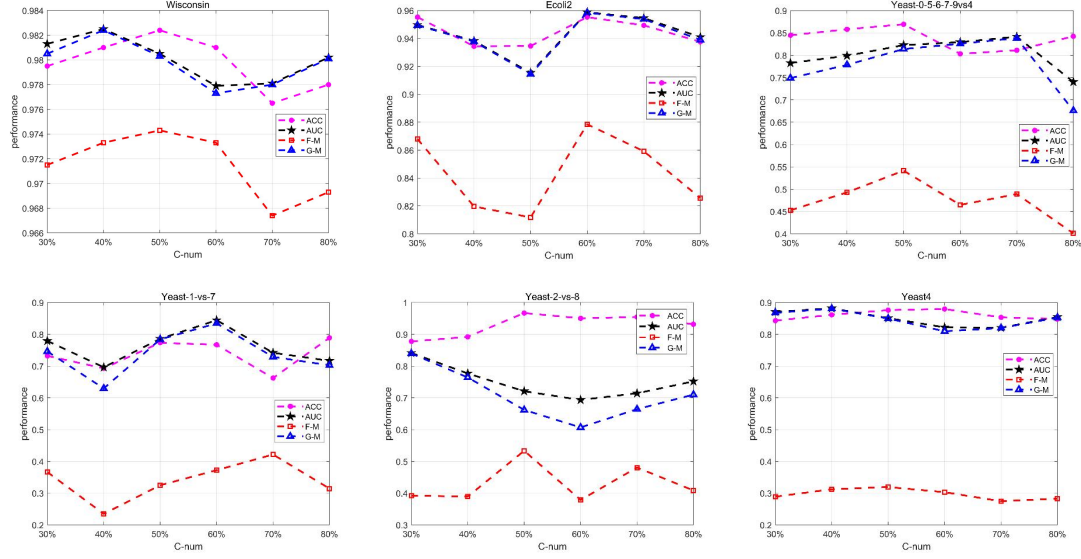 Wisconsin
0.984
0.982
0.98
0.978
0.976
0.974
0.972
0.97
0.968
0.966
performance
ACC
AUC
F-M
G-M
30% 40% 50% 60% 70% 80%
C-num
Ecoli2
0.96
0.94
0.92
0.9
0.88
0.86
0.84
0.82
0.8
performance
ACC
AUC
F-M
G-M
30% 40% 50% 60% 70% 80%
C-num
Yeast-0-5-6-7-9vs4
0.9
0.85
0.8
0.75
0.7
0.65
0.6
0.55
0.5
0.45
0.4
performance
ACC
AUC
F-M
G-M
30% 40% 50% 60% 70% 80%
C-num
Yeast-1-vs-7
0.9
0.8
0.7
0.6
0.5
0.4
0.3
0.2
performance
ACC
AUC
F-M
G-M
30% 40% 50% 60% 70% 80%
C-num
Yeast-2-vs-8
1
0.9
0.8
0.7
0.6
0.5
0.4
0.3
performance
ACC
AUC
F-M
G-M
30% 40% 50% 60% 70% 80%
C-num
Yeast4
0.9
0.8
0.7
0.6
0.5
0.4
0.3
0.2
performance
ACC
AUC
F-M
G-M
30% 40% 50% 60% 70% 80%
C-num